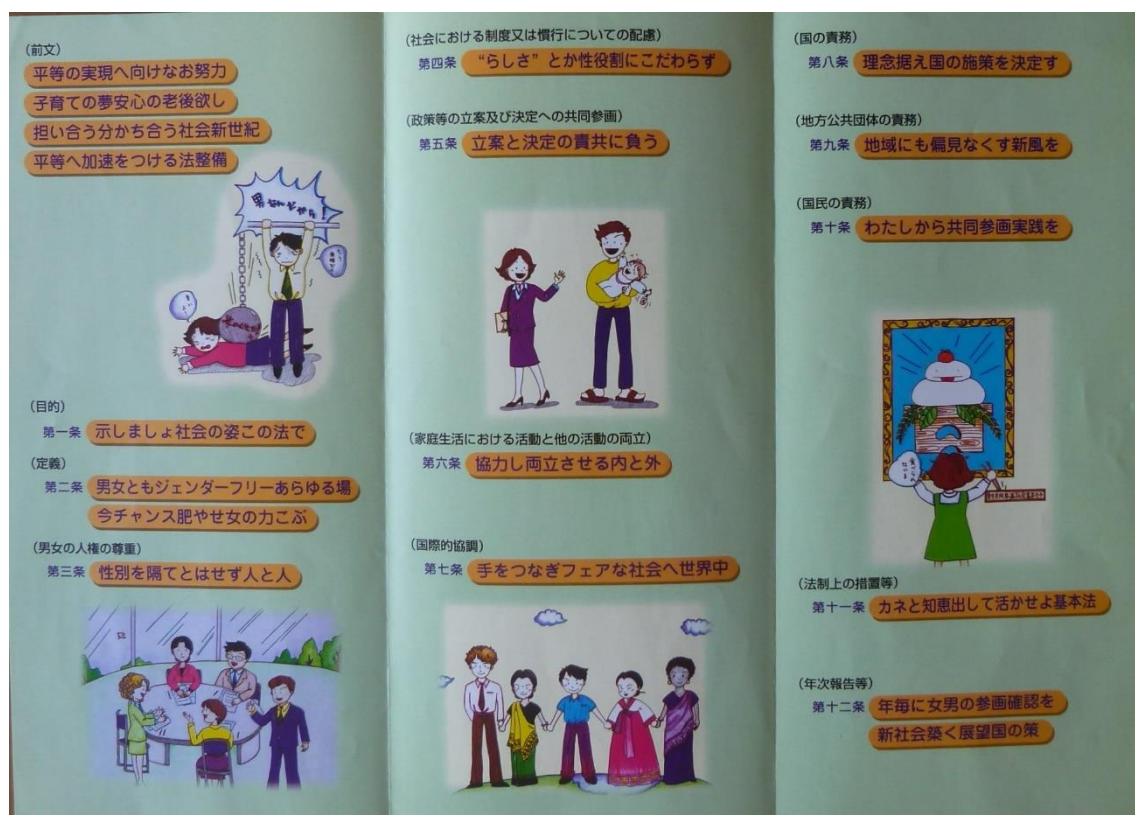 (前文)
平等の実現へ向けなお努力
子育ての夢安心の老後欲し
担い合う分かち合う社会新世紀
平等へ加速をつける法整備
男なんだから!
(目的)
第一条 示しましょ社会の姿この法で
(定義)
第二条 男女ともジェンダーフリーあらゆる場
今チャンス肥やせ女の力こぶ
(男女の人権の尊重)
第三条 性別を隔てとはせず人と人
(社会における制度又は慣行についての配慮)
第四条 “らしさ”とか性役割にこだわらず
(政策等の立案及び決定への共同参画)
第五条 立案と決定の責共に負う
(家庭生活における活動と他の活動の両立)
第六条 協力し両立させる内と外
(国際的協調)
第七条 手をつなぎフェアな社会へ世界中
(国の責務)
第八条 理念据え国の施策を決定す
(地方公共団体の責務)
第九条 地域にも偏見なくす新風を
(国民の責務)
第十条 わたしから共同参画実践を
(法制上の措置等)
第十一条 カネと知恵出して活かせよ基本法
(年次報告等)
第十二条 年毎に女男の参画確認を
新社会築く展望国の策